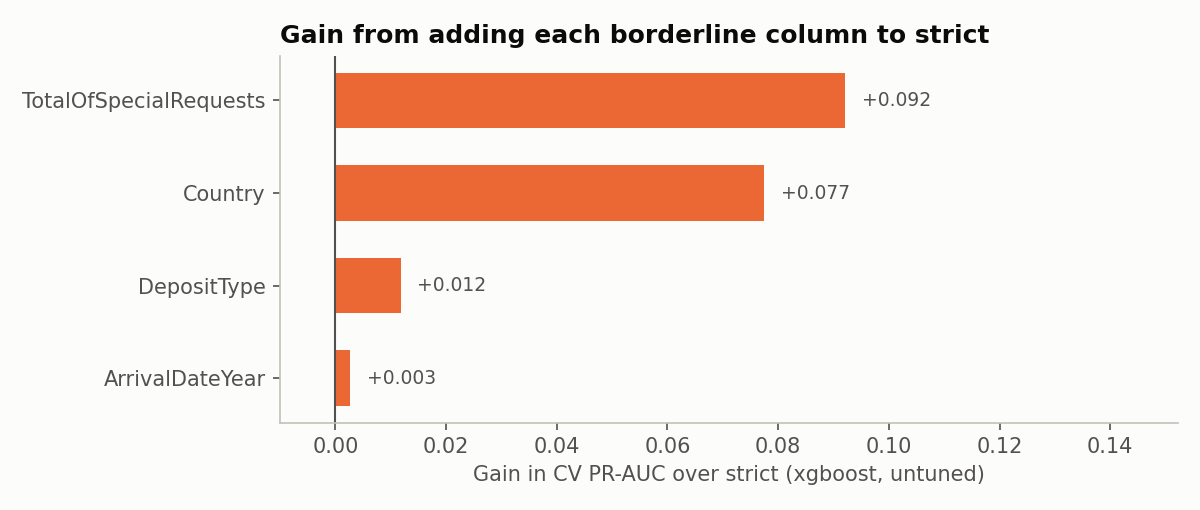 Gain from adding each borderline column to strict
TotalOfSpecialRequests
+0.092
Country
+0.077
DepositType
+0.012
ArrivalDateYear
+0.003
0.00 0.02 0.04 0.06 0.08 0.10 0.12 0.14
Gain in CV PR-AUC over strict (xgboost, untuned)